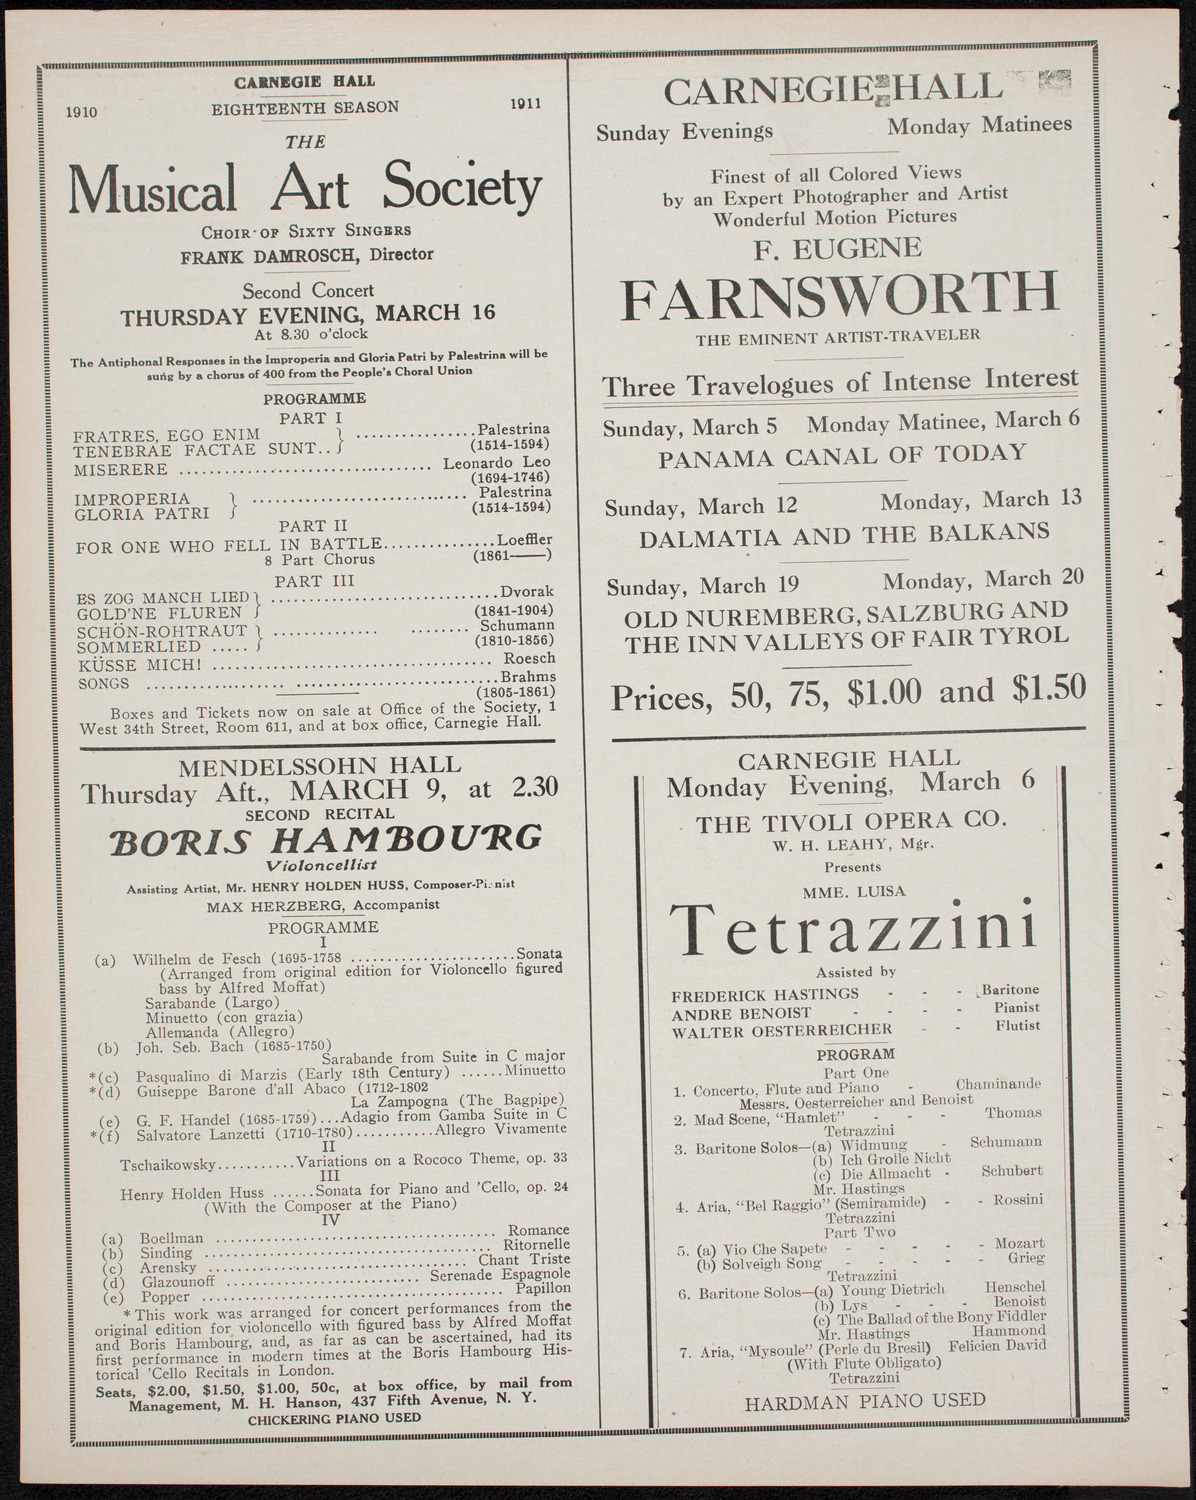 CARNEGIE HALL
1910 EIGHTEENTH SEASON 1911
THE
Musical Art Society
CHOIR OF SIXTY SINGERS
FRANK DAMROSCH, Director
Second Concert
THURSDAY EVENING, MARCH 16
At 8.30 o'clock
The Antiphonal Responses in the Improperia and Gloria Patri by Palestrina will be
sung by a chorus of 400 from the People's Choral Union
PROGRAMME
PART I
FRATRES, EGO ENIM
TENEBRAE FACTAE SUNT.. } ...............Palestrina
(1514-1594)
MISERERE ................................ Leonardo Leo
(1694-1746)
IMPROPERIA
GLORIA PATRI } ........................... Palestrina
(1514-1594)
PART II
FOR ONE WHO FELL IN BATTLE..............Loeffler
8 Part Chorus (1861——)
PART III
ES ZOG MANCH LIED
GOLD'NE FLUREN } .............................Dvorak
(1841-1904)
SCHÖN-ROHTRAUT
SOMMERLIED ..... } ............. ........ Schumann
(1810-1856)
KÜSSE MICH! ................................... Roesch
SONGS .................. ..........................Brahms
(1805-1861)
Boxes and Tickets now on sale at Office of the Society, 1
West 34th Street, Room 611, and at box office, Carnegie Hall.
MENDELSSOHN HALL
Thursday Aft., MARCH 9, at 2.30
SECOND RECITAL
BORIS HAMBOURG
Violoncellist
Assisting Artist, Mr. HENRY HOLDEN HUSS, Composer-Pianist
MAX HERZBERG, Accompanist
PROGRAMME
I
(a) Wilhelm de Fesch (1695-1758 .......................Sonata
(Arranged from original edition for Violoncello figured
bass by Alfred Moffat)
Sarabande (Largo)
Minuetto (con grazia)
Allemanda (Allegro)
(b) Joh. Seb. Bach (1685-1750)
Sarabande from Suite in C major
*(c) Pasqualino di Marzis (Early 18th Century) ......Minuetto
*(d) Guiseppe Barone d'all Abaco (1712-1802
La Zampogna (The Bagpipe)
(e) G. F. Handel (1685-1759)...Adagio from Gamba Suite in C
*(f) Salvatore Lanzetti (1710-1780)...........Allegro Vivamente
II
Tschaikowsky...........Variations on a Rococo Theme, op. 33
III
Henry Holden Huss ......Sonata for Piano and 'Cello, op. 24
(With the Composer at the Piano)
IV
(a) Boellman ........................................ Romance
(b) Sinding ........................................ Ritornelle
(c) Arensky .................................... Chant Triste
(d) Glazounoff ........................... Serenade Espagnole
(e) Popper .......................................... Papillon
*This work was arranged for concert performances from the
original edition for violoncello with figured bass by Alfred Moffat
and Boris Hambourg, and, as far as can be ascertained, had its
first performance in modern times at the Boris Hambourg His-
torical 'Cello Recitals in London.
Seats, $2.00, $1.50, $1.00, 50c, at box office, by mail from
Management, M. H. Hanson, 437 Fifth Avenue, N. Y.
CHICKERING PIANO USED
CARNEGIE HALL
Sunday Evenings Monday Matinees
Finest of all Colored Views
by an Expert Photographer and Artist
Wonderful Motion Pictures
F. EUGENE
FARNSWORTH
THE EMINENT ARTIST-TRAVELER
Three Travelogues of Intense Interest
Sunday, March 5 Monday Matinee, March 6
PANAMA CANAL OF TODAY
Sunday, March 12 Monday, March 13
DALMATIA AND THE BALKANS
Sunday, March 19 Monday, March 20
OLD NUREMBERG, SALZBURG AND
THE INN VALLEYS OF FAIR TYROL
Prices, 50, 75, $1.00 and $1.50
CARNEGIE HALL
Monday Evening, March 6
THE TIVOLI OPERA CO.
W. H. LEAHY, Mgr.
Presents
MME. LUISA
Tetrazzini
Assisted by
FREDERICK HASTINGS - - - Baritone
ANDRE BENOIST - - - - Pianist
WALTER OESTERREICHER - - Flutist
PROGRAM
Part One
1. Concerto, Flute and Piano - Chaminande
Messrs. Oesterreicher and Benoist
2. Mad Scene, "Hamlet" - - - Thomas
Tetrazzini
3. Baritone Solos—(a) Widmung - Schumann
(b) Ich Grolle Nicht
(c) Die Allmacht - Schubert
Mr. Hastings
4. Aria, "Bel Raggio" (Semiramide) - - Rossini
Tetrazzini
Part Two
5. (a) Vio Che Sapete - - - - - Mozart
(b) Solveigh Song - - - - - Grieg
Tetrazzini
6. Baritone Solos—(a) Young Dietrich Henschel
(b) Lys - - - Benoist
(c) The Ballad of the Bony Fiddler
Mr. Hastings Hammond
7. Aria, "Mysoule" (Perle du Bresil) Felicien David
(With Flute Obligato)
Tetrazzini
HARDMAN PIANO USED